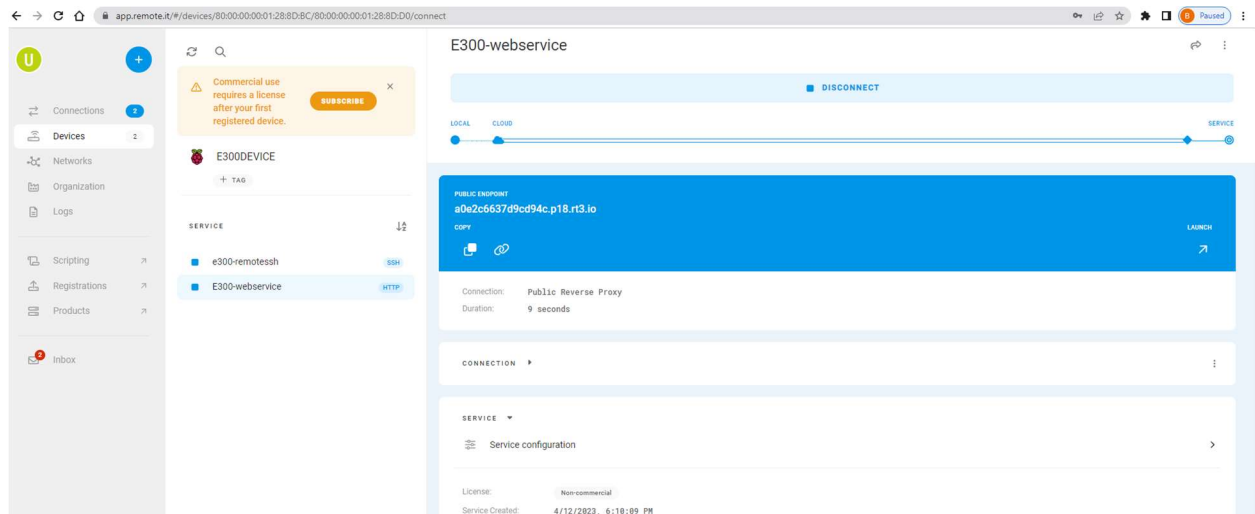 app.remote.it/#/devices/80:00:00:00:01:28:8D:BC/80:00:00:00:01:28:8D:D0/connect
B
Paused
U
Connections
2
Devices
2
Networks
Organization
Logs
Scripting
Registrations
Products
2
Inbox
Commercial use
requires a license
after your first
registered device.
SUBSCRIBE
E300DEVICE
+ TAG
SERVICE
e300-remotessh
SSH
E300-webservice
HTTP
E300-webservice
DISCONNECT
LOCAL
CLOUD
SERVICE
PUBLIC ENDPOINT
a0e2c6637d9cd94c.p18.rt3.io
COPY
LAUNCH
Connection: Public Reverse Proxy
Duration: 9 seconds
CONNECTION
SERVICE
Service configuration
License: Non-commercial
Service Created: 4/12/2023, 6:10:09 PM